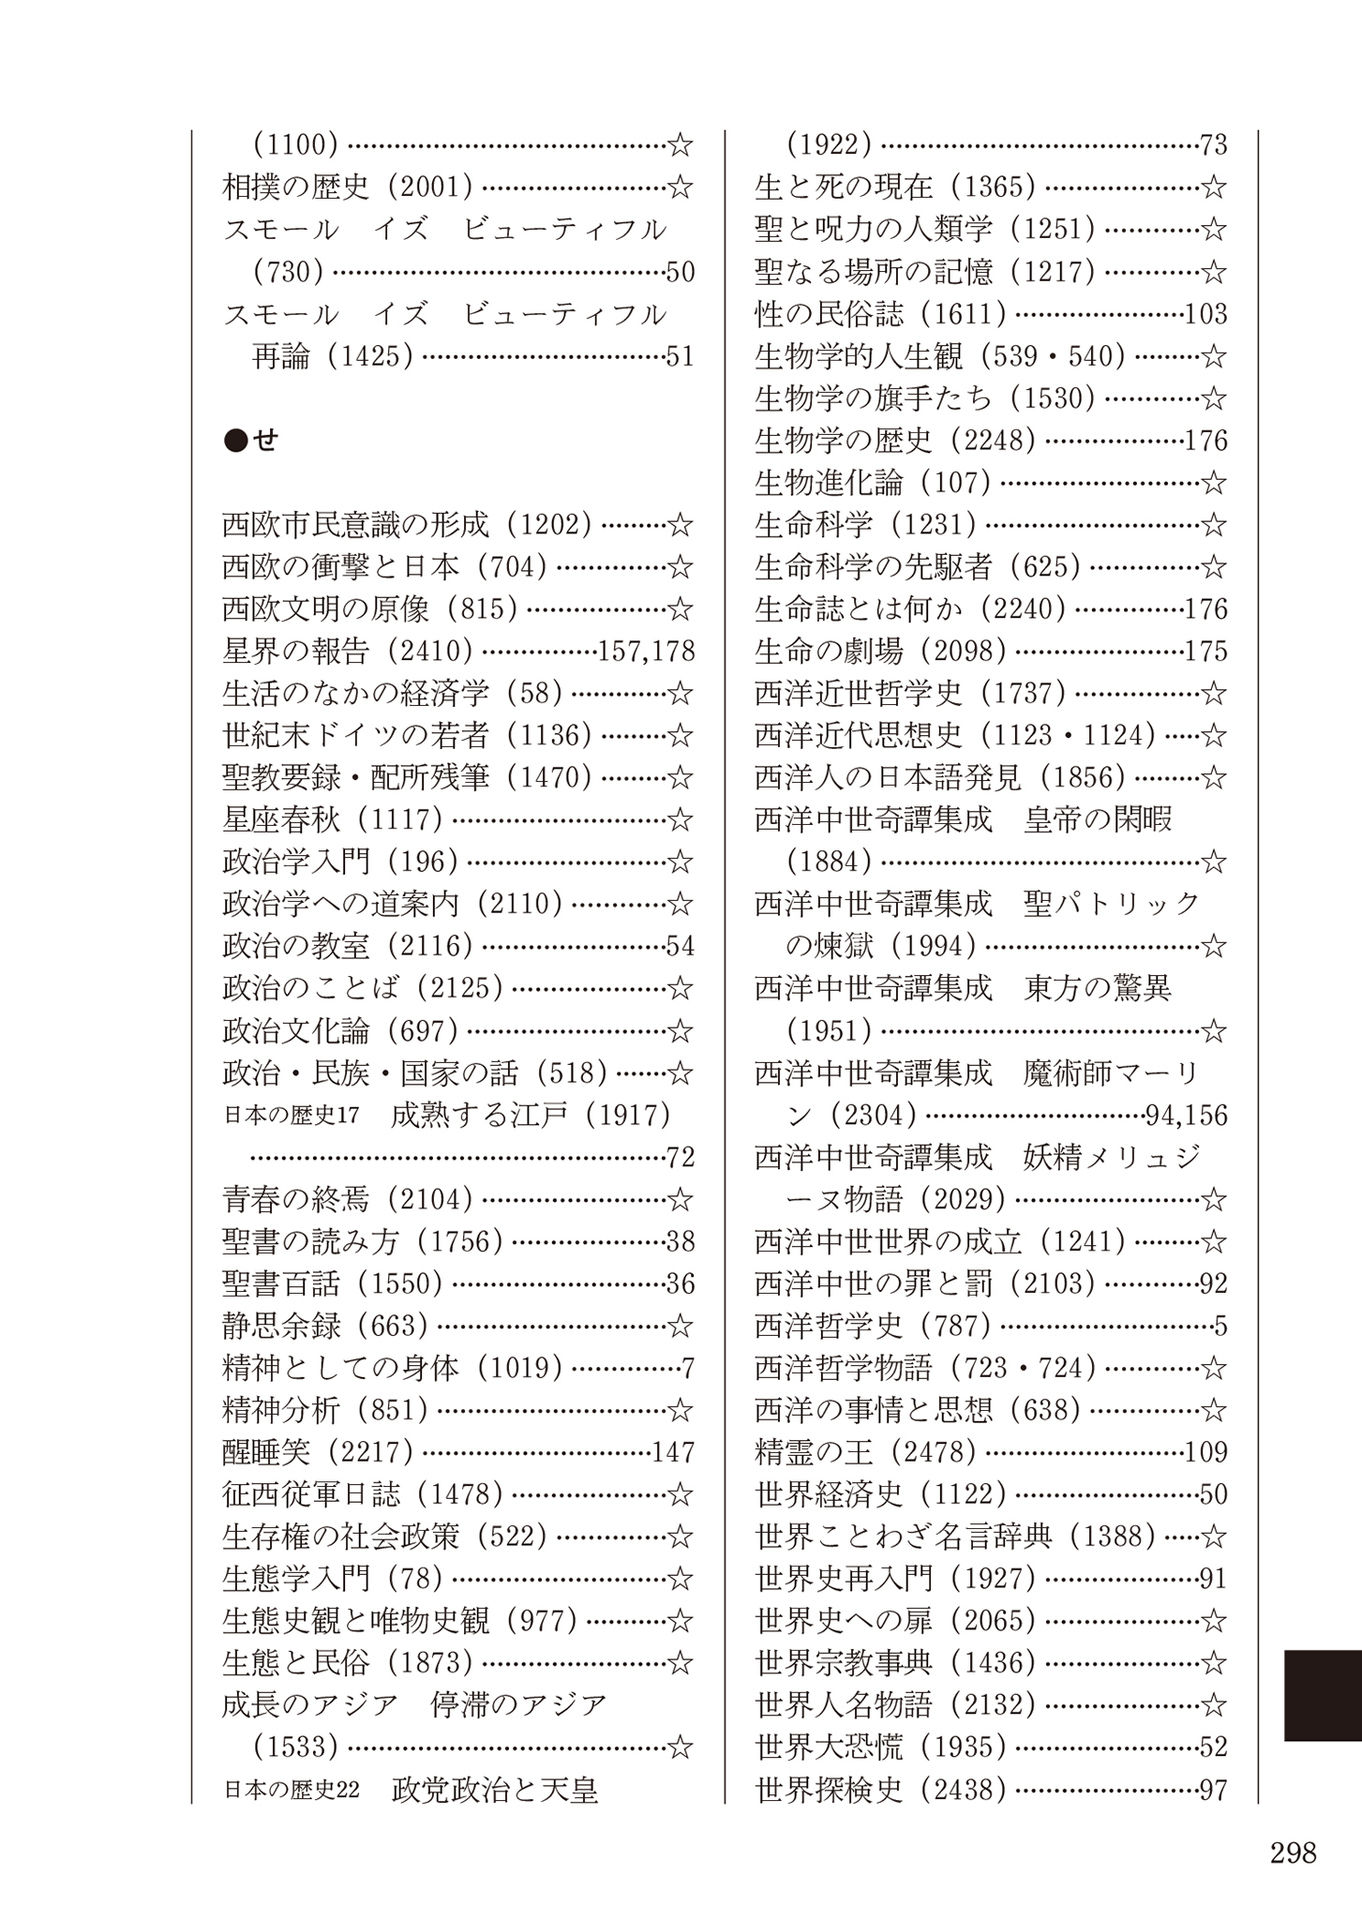 (1100)……………………………………☆
相撲の歴史(2001)……………………☆
スモール　イズ　ビューティフル
(730)……………………………………50
スモール　イズ　ビューティフル
再論(1425)……………………………51
●せ
西欧市民意識の形成(1202)………☆
西欧の衝撃と日本(704)……………☆
西欧文明の原像(815)………………☆
星界の報告(2410)……………157,178
生活のなかの経済学(58)…………☆
世紀末ドイツの若者(1136)………☆
聖教要録・配所残筆(1470)………☆
星座春秋(1117)………………………☆
政治学入門(196)……………………☆
政治学への道案内(2110)…………☆
政治の教室(2116)……………………54
政治のことば(2125)…………………☆
政治文化論(697)……………………☆
政治・民族・国家の話(518)……☆
日本の歴史17　成熟する江戸(1917)
………………………………………………72
青春の終焉(2104)……………………☆
聖書の読み方(1756)…………………38
聖書百話(1550)………………………36
静思余録(663)………………………☆
精神としての身体(1019)……………7
精神分析(851)………………………☆
醒睡笑(2217)…………………………147
征西従軍日誌(1478)…………………☆
生存権の社会政策(522)……………☆
生態学入門(78)………………………☆
生態史観と唯物史観(977)…………☆
生態と民俗(1873)……………………☆
成長のアジア　停滞のアジア
(1533)……………………………………☆
日本の歴史22　政党政治と天皇
(1922)……………………………………73
生と死の現在(1365)…………………☆
聖と呪力の人類学(1251)…………☆
聖なる場所の記憶(1217)…………☆
性の民俗誌(1611)…………………103
生物学的人生観(539・540)………☆
生物学の旗手たち(1530)…………☆
生物学の歴史(2248)………………176
生物進化論(107)……………………☆
生命科学(1231)………………………☆
生命科学の先駆者(625)……………☆
生命誌とは何か(2240)……………176
生命の劇場(2098)…………………175
西洋近世哲学史(1737)………………☆
西洋近代思想史(1123・1124)……☆
西洋人の日本語発見(1856)………☆
西洋中世奇譚集成　皇帝の閑暇
(1884)……………………………………☆
西洋中世奇譚集成　聖パトリック
の煉獄(1994)…………………………☆
西洋中世奇譚集成　東方の驚異
(1951)……………………………………☆
西洋中世奇譚集成　魔術師マーリ
ン(2304)…………………………94,156
西洋中世奇譚集成　妖精メリュジ
ーヌ物語(2029)………………………☆
西洋中世世界の成立(1241)………☆
西洋中世の罪と罰(2103)…………92
西洋哲学史(787)………………………5
西洋哲学物語(723・724)…………☆
西洋の事情と思想(638)……………☆
精霊の王(2478)……………………109
世界経済史(1122)……………………50
世界ことわざ名言辞典(1388)……☆
世界史再入門(1927)…………………91
世界史への扉(2065)…………………☆
世界宗教事典(1436)…………………☆
世界人名物語(2132)…………………☆
世界大恐慌(1935)……………………52
世界探検史(2438)……………………97
298